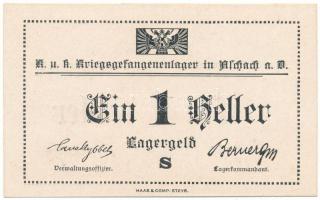 K. u. k. Kriegsgefangenenlager in Aschach a. D.
Ein 1 Heller
Lagergeld
S
Verwaltungsoffizier. Lagerkommandant.
HAAS & COMP. STEYR.